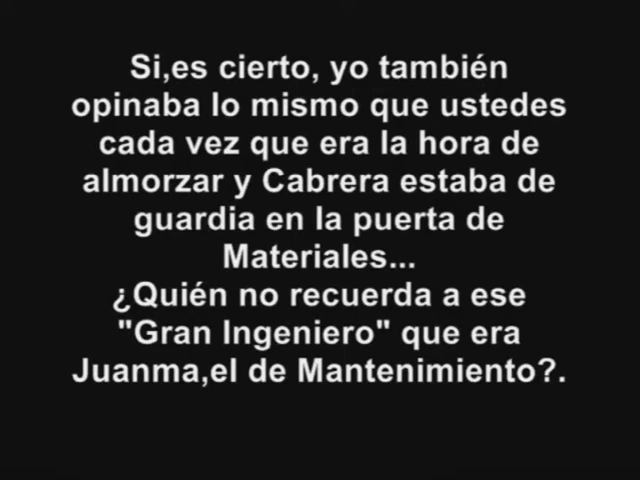 Si,es cierto, yo también
opinaba lo mismo que ustedes
cada vez que era la hora de
almorzar y Cabrera estaba de
guardia en la puerta de
Materiales...
¿Quién no recuerda a ese
"Gran Ingeniero" que era
Juanma,el de Mantenimiento?.